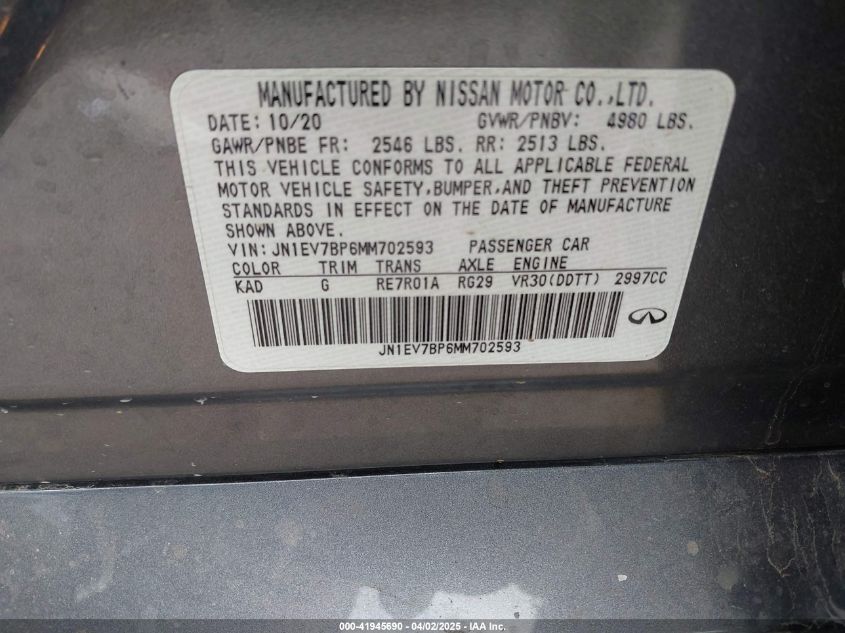 MANUFACTURED BY NISSAN MOTOR CO.,LTD.
DATE: 10/20 GVWR/PNBV: 4980 LBS.
GAWR/PNBE FR: 2546 LBS. RR: 2513 LBS.
THIS VEHICLE CONFORMS TO ALL APPLICABLE FEDERAL
MOTOR VEHICLE SAFETY,BUMPER,AND THEFT PREVENTION
STANDARDS IN EFFECT ON THE DATE OF MANUFACTURE
SHOWN ABOVE.
VIN: JN1EV7BP6MM702593 PASSENGER CAR
COLOR TRIM TRANS AXLE ENGINE
KAD G RE7R01A RG29 VR30(DDTT) 2997CC
JN1EV7BP6MM702593
000-41945690 - 04/02/2025 - IAA Inc.